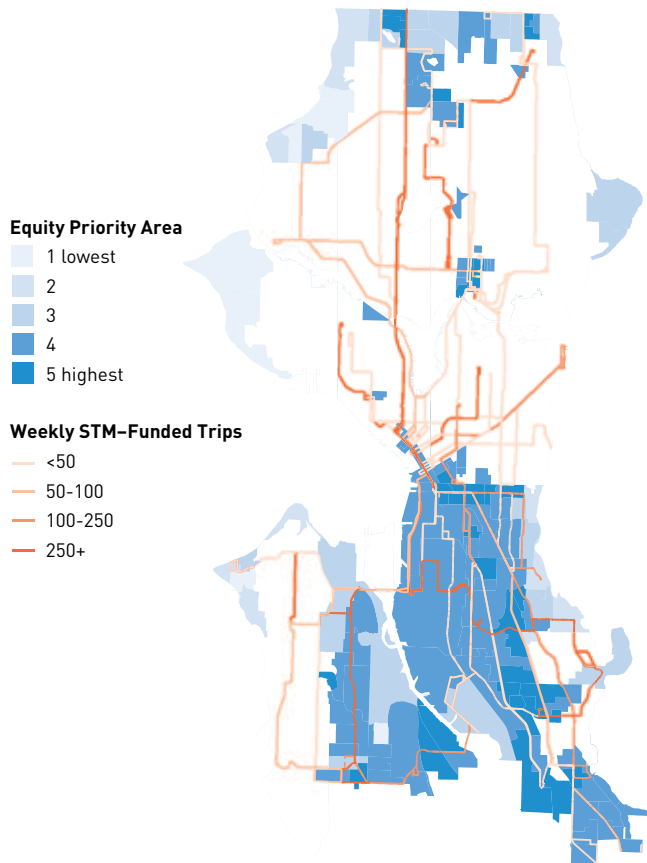 Equity Priority Area
1 lowest
2
3
4
5 highest
Weekly STM–Funded Trips
<50
50-100
100-250
250+